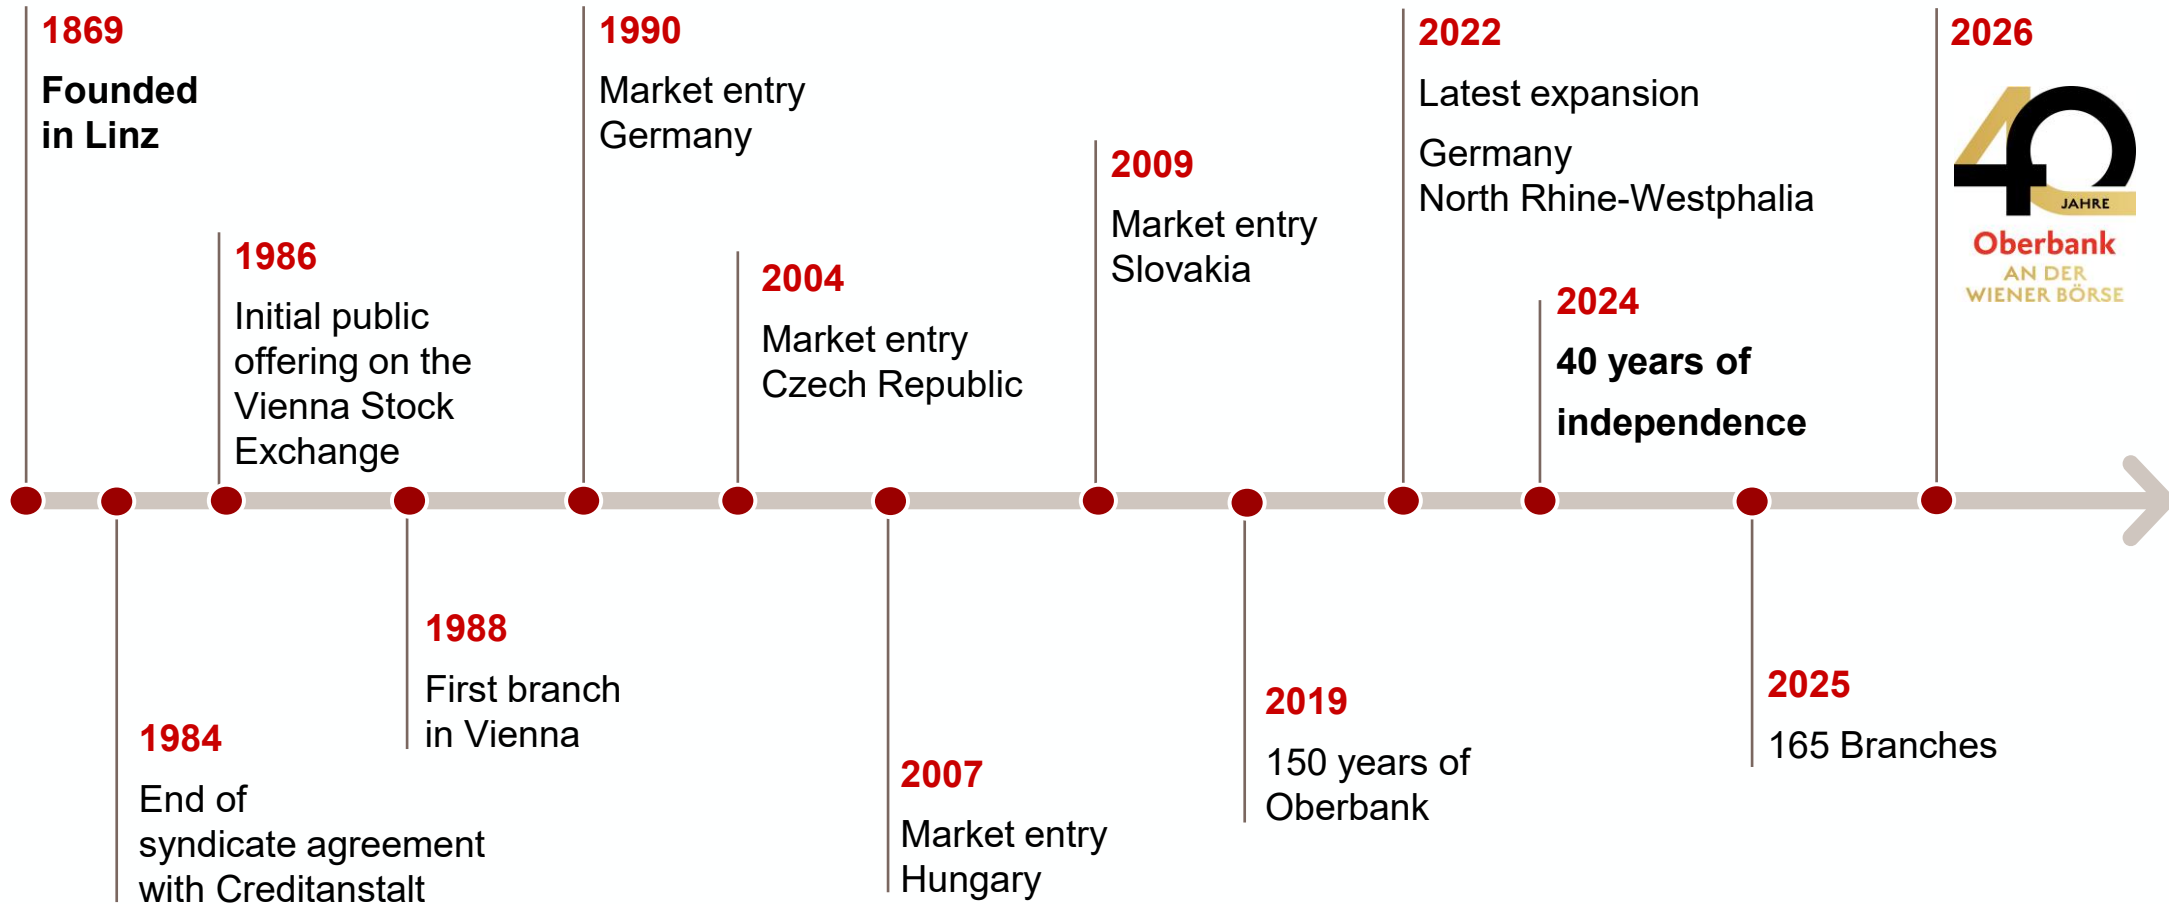 1869
Founded
in Linz
1984
End of
syndicate agreement
with Creditanstalt
1986
Initial public
offering on the
Vienna Stock
Exchange
1988
First branch
in Vienna
1990
Market entry
Germany
2004
Market entry
Czech Republic
2007
Market entry
Hungary
2009
Market entry
Slovakia
2019
150 years of
Oberbank
2022
Latest expansion
Germany
North Rhine-Westphalia
2024
40 years of
independence
2025
165 Branches
2026
40
JAHRE
Oberbank
AN DER
WIENER BÖRSE